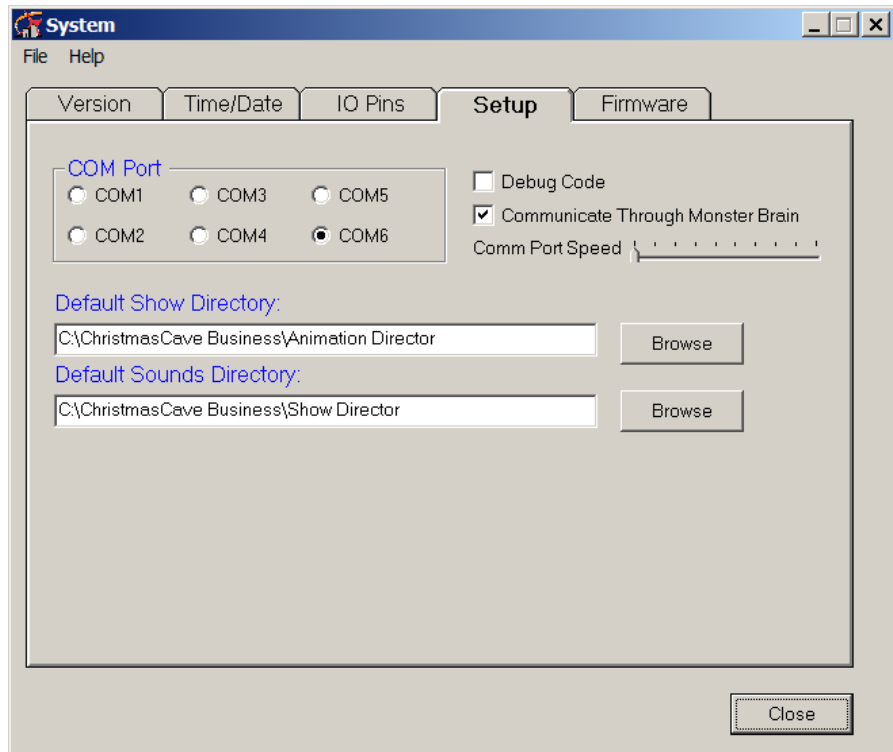 System
File Help
Version Time/Date IO Pins Setup Firmware
COM Port
COM1 COM3 COM5
COM2 COM4 COM6
Debug Code
Communicate Through Monster Brain
Comm Port Speed
Default Show Directory:
C:\ChristmasCave Business\Animation Director
Browse
Default Sounds Directory:
C:\ChristmasCave Business\Show Director
Browse
Close